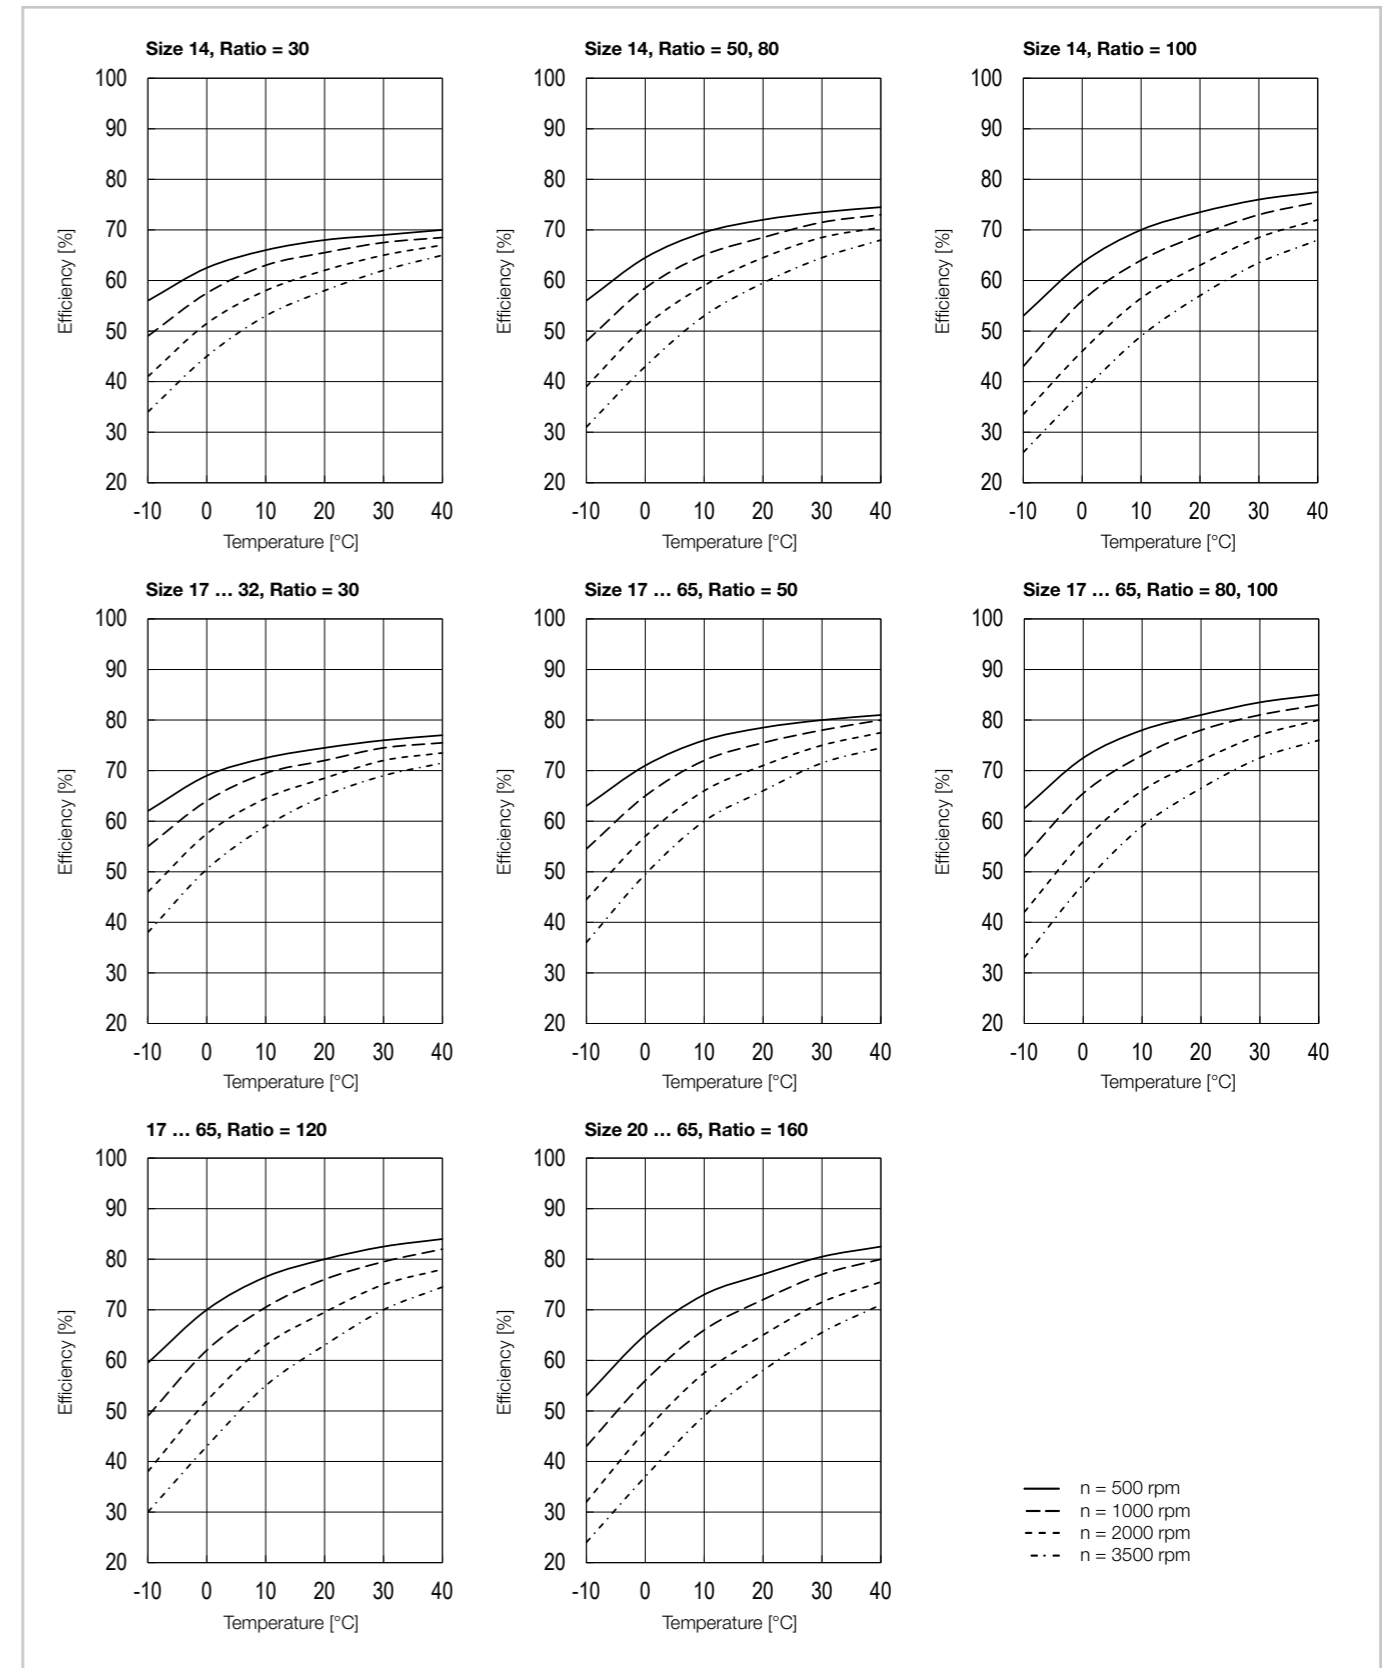 Size 14, Ratio = 30
100
90
80
70
60
50
40
30
20
Efficiency [%]
-10 0 10 20 30 40
Temperature [°C]
Size 14, Ratio = 50, 80
100
90
80
70
60
50
40
30
20
Efficiency [%]
-10 0 10 20 30 40
Temperature [°C]
Size 14, Ratio = 100
100
90
80
70
60
50
40
30
20
Efficiency [%]
-10 0 10 20 30 40
Temperature [°C]
Size 17 … 32, Ratio = 30
100
90
80
70
60
50
40
30
20
Efficiency [%]
-10 0 10 20 30 40
Temperature [°C]
Size 17 … 65, Ratio = 50
100
90
80
70
60
50
40
30
20
Efficiency [%]
-10 0 10 20 30 40
Temperature [°C]
Size 17 … 65, Ratio = 80, 100
100
90
80
70
60
50
40
30
20
Efficiency [%]
-10 0 10 20 30 40
Temperature [°C]
17 … 65, Ratio = 120
100
90
80
70
60
50
40
30
20
Efficiency [%]
-10 0 10 20 30 40
Temperature [°C]
Size 20 … 65, Ratio = 160
100
90
80
70
60
50
40
30
20
Efficiency [%]
-10 0 10 20 30 40
Temperature [°C]
n = 500 rpm
n = 1000 rpm
n = 2000 rpm
n = 3500 rpm